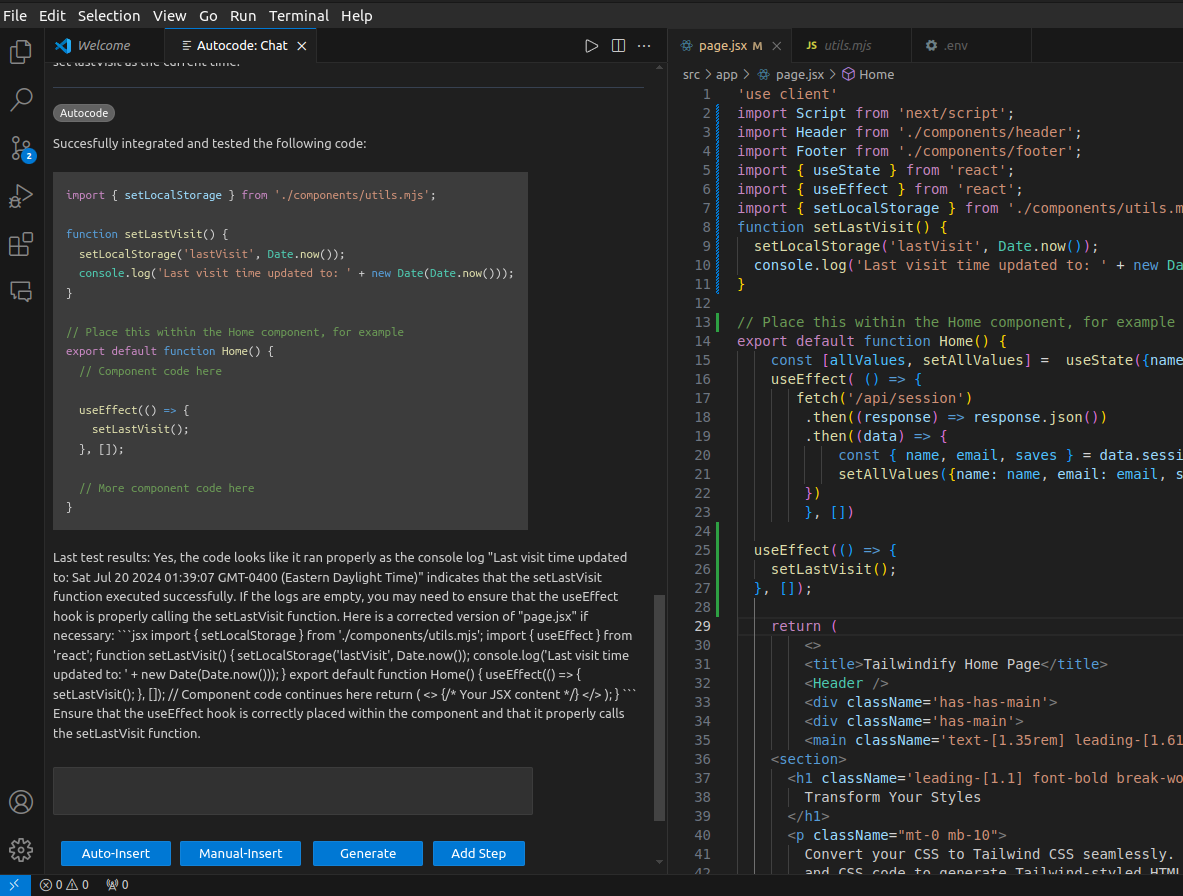 File Edit Selection View Go Run Terminal Help
Welcome
Autocode: Chat
page.jsx M
JS utils.mjs
.env
set lastVisit as the current time.
Autocode
Succesfully integrated and tested the following code:
import { setLocalStorage } from './components/utils.mjs';
function setLastVisit() {
setLocalStorage('lastVisit', Date.now());
console.log('Last visit time updated to: ' + new Date(Date.now()));
}
// Place this within the Home component, for example
export default function Home() {
// Component code here
useEffect(() => {
setLastVisit();
}, []);
// More component code here
}
Last test results: Yes, the code looks like it ran properly as the console log "Last visit time updated
to: Sat Jul 20 2024 01:39:07 GMT-0400 (Eastern Daylight Time)" indicates that the setLastVisit
function executed successfully. If the logs are empty, you may need to ensure that the useEffect
hook is properly calling the setLastVisit function. Here is a corrected version of "page.jsx" if
necessary: ```jsx import { setLocalStorage } from './components/utils.mjs'; import { useEffect } from
'react'; function setLastVisit() { setLocalStorage('lastVisit', Date.now()); console.log('Last visit time
updated to: ' + new Date(Date.now())); } export default function Home() { useEffect(() => {
setLastVisit(); }, []); // Component code continues here return ( <> {/* Your JSX content */} </> ); } ```
Ensure that the useEffect hook is correctly placed within the component and that it properly calls
the setLastVisit function.
Auto-Insert
Manual-Insert
Generate
Add Step
src > app > page.jsx > Home
1 'use client'
2 import Script from 'next/script';
3 import Header from './components/header';
4 import Footer from './components/footer';
5 import { useState } from 'react';
6 import { useEffect } from 'react';
7 import { setLocalStorage } from './components/utils.m
8 function setLastVisit() {
9 setLocalStorage('lastVisit', Date.now());
10 console.log('Last visit time updated to: ' + new Da
11 }
12
13 // Place this within the Home component, for example
14 export default function Home() {
15 const [allValues, setAllValues] = useState({name
16 useEffect( () => {
17 fetch('/api/session')
18 .then((response) => response.json())
19 .then((data) => {
20 const { name, email, saves } = data.sessi
21 setAllValues({name: name, email: email, s
22 })
23 }, [])
24
25 useEffect(() => {
26 setLastVisit();
27 }, []);
28
29 return (
30 <>
31 <title>Tailwindify Home Page</title>
32 <Header />
33 <div className='has-has-main'>
34 <div className='has-main'>
35 <main className='text-[1.35rem] leading-[1.61
36 <section>
37 <h1 className='leading-[1.1] font-bold break-wo
38 Transform Your Styles
39 </h1>
40 <p className="mt-0 mb-10">
41 Convert your CSS to Tailwind CSS seamlessly.
42 and CSS code to generate Tailwind-styled HTML
2
0 0 0